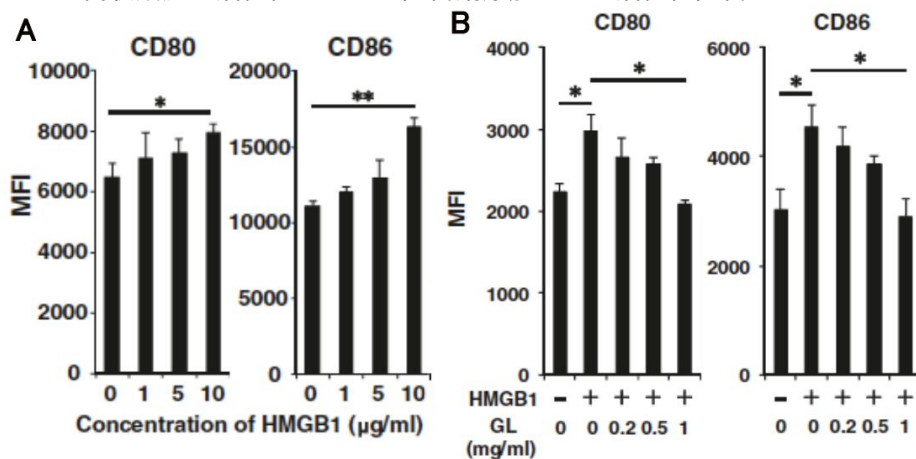 A
CD80
CD86
10000
8000
6000
4000
2000
0
MFI
*
20000
15000
10000
5000
0
**
0 1 5 10
0 1 5 10
Concentration of HMGB1 (μg/ml)
B
CD80
CD86
4000
3000
2000
1000
0
MFI
*
*
6000
4000
2000
0
*
*
HMGB1 - + + + + - + + + +
GL 0 0 0.2 0.5 1 0 0 0.2 0.5 1
(mg/ml)